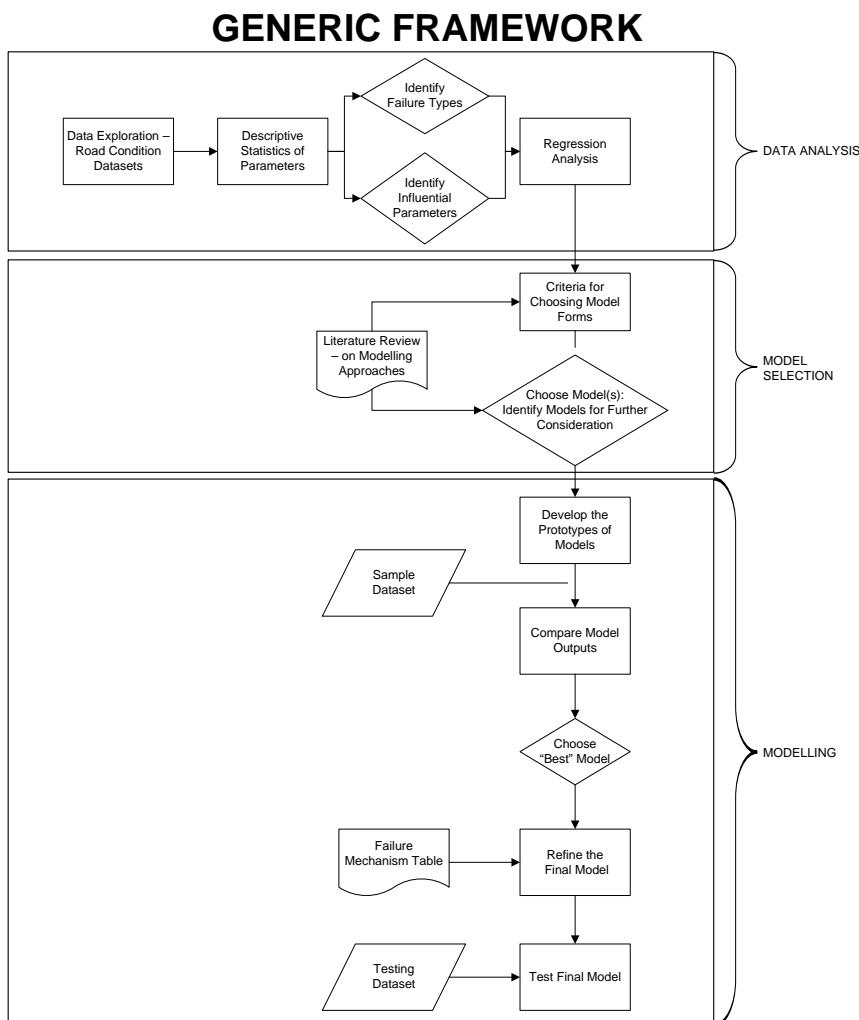 GENERIC FRAMEWORK
Identify
Failure Types
Data Exploration –
Road Condition
Datasets
Descriptive
Statistics of
Parameters
Identify
Influential
Parameters
Regression
Analysis
DATA ANALYSIS
Criteria for
Choosing Model
Forms
Literature Review
– on Modelling
Approaches
Choose Model(s):
Identify Models for Further
Consideration
MODEL
SELECTION
Develop the
Prototypes of
Models
Sample
Dataset
Compare Model
Outputs
Choose
“Best” Model
MODELLING
Failure
Mechanism Table
Refine the
Final Model
Testing
Dataset
Test Final Model